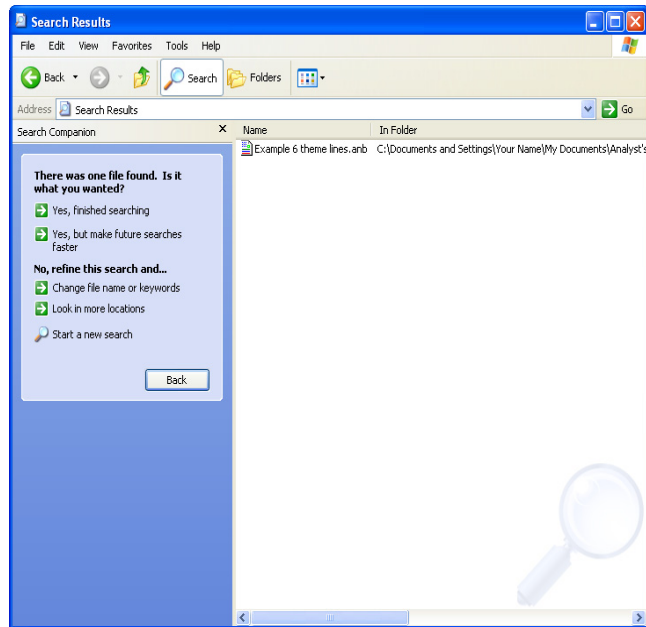 Search Results
File Edit View Favorites Tools Help
Back Search Folders
Address Search Results Go
Search Companion X
Name In Folder
Example 6 theme lines.anb C:\Documents and Settings\Your Name\My Documents\Analyst's
There was one file found. Is it
what you wanted?
Yes, finished searching
Yes, but make future searches
faster
No, refine this search and...
Change file name or keywords
Look in more locations
Start a new search
Back